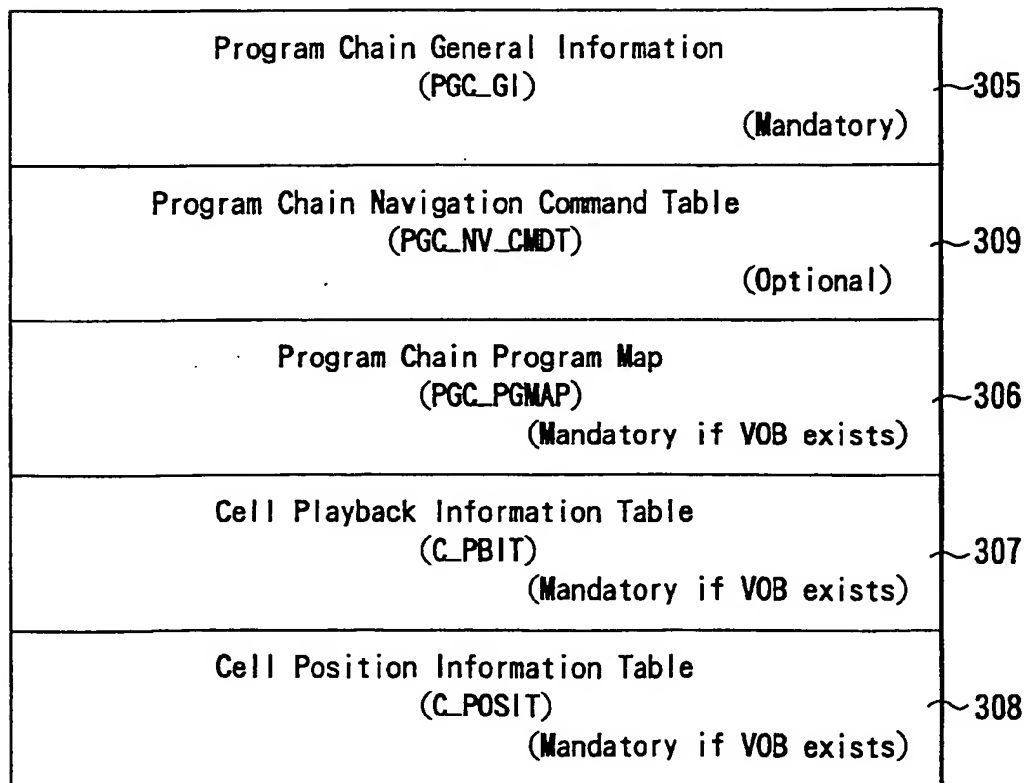 Program Chain General Information
(PGC_GI)
(Mandatory)
305
Program Chain Navigation Command Table
(PGC_NV_CMDT)
(Optional)
309
Program Chain Program Map
(PGC_PGMAP)
(Mandatory if VOB exists)
306
Cell Playback Information Table
(C_PBIT)
(Mandatory if VOB exists)
307
Cell Position Information Table
(C_POSIT)
(Mandatory if VOB exists)
308